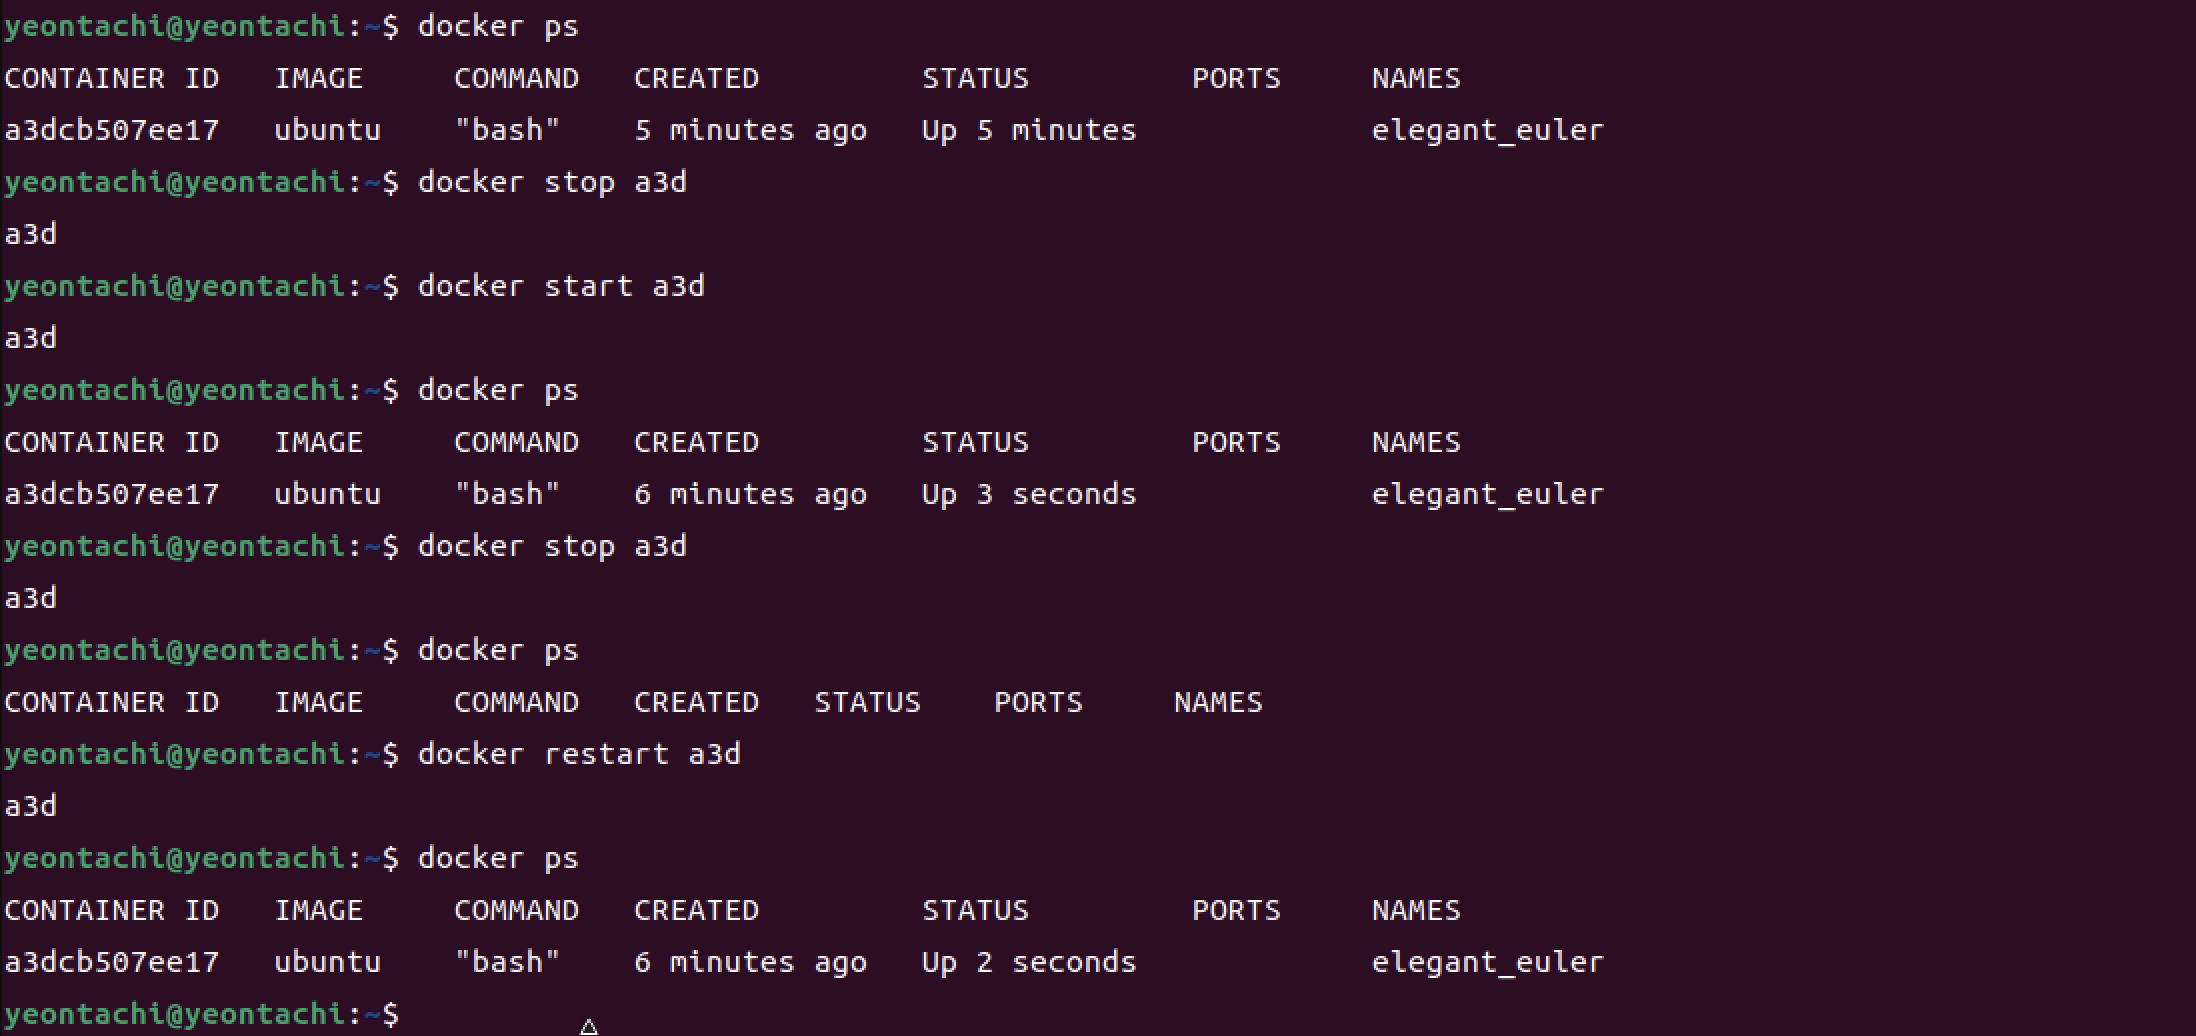 yeontachi@yeontachi:~$ docker ps
CONTAINER ID   IMAGE     COMMAND   CREATED         STATUS         PORTS     NAMES
a3dcb507ee17   ubuntu    "bash"    5 minutes ago   Up 5 minutes             elegant_euler
yeontachi@yeontachi:~$ docker stop a3d
a3d
yeontachi@yeontachi:~$ docker start a3d
a3d
yeontachi@yeontachi:~$ docker ps
CONTAINER ID   IMAGE     COMMAND   CREATED         STATUS         PORTS     NAMES
a3dcb507ee17   ubuntu    "bash"    6 minutes ago   Up 3 seconds             elegant_euler
yeontachi@yeontachi:~$ docker stop a3d
a3d
yeontachi@yeontachi:~$ docker ps
CONTAINER ID   IMAGE     COMMAND   CREATED   STATUS    PORTS     NAMES
yeontachi@yeontachi:~$ docker restart a3d
a3d
yeontachi@yeontachi:~$ docker ps
CONTAINER ID   IMAGE     COMMAND   CREATED         STATUS         PORTS     NAMES
a3dcb507ee17   ubuntu    "bash"    6 minutes ago   Up 2 seconds             elegant_euler
yeontachi@yeontachi:~$